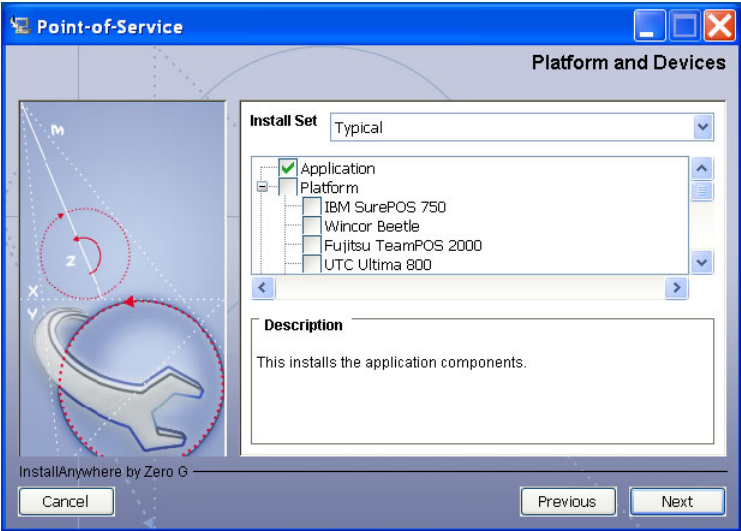 Point-of-Service
Platform and Devices
M
Z
X
Y
Install Set Typical
Application
Platform
IBM SurePOS 750
Wincor Beetle
Fujitsu TeamPOS 2000
UTC Ultima 800
Description
This installs the application components.
InstallAnywhere by Zero G
Cancel Previous Next